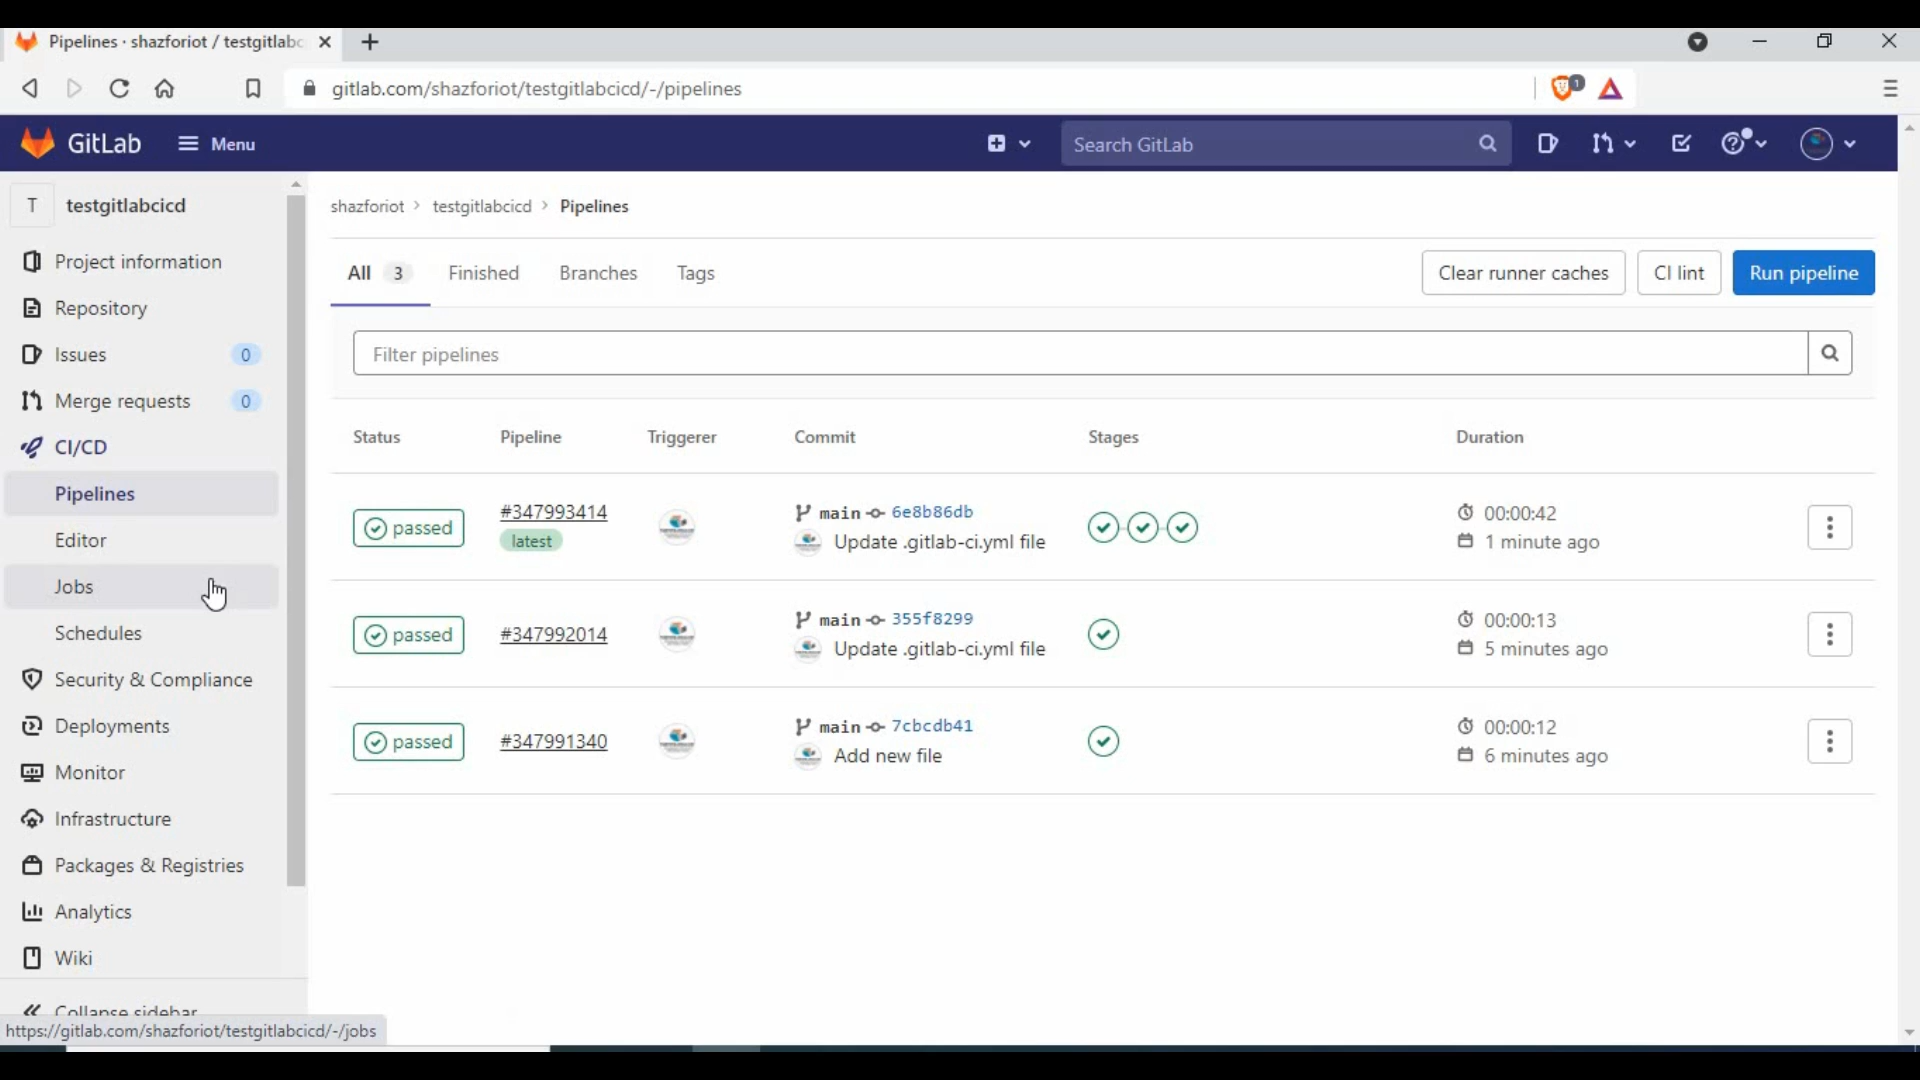 Pipelines · shazforiot / testgitlabc
gitlab.com/shazforiot/testgitlabcicd/-/pipelines
1
GitLab
Menu
Search GitLab
T
testgitlabcicd
Project information
Repository
Issues
0
Merge requests
0
CI/CD
Pipelines
Editor
Jobs
Schedules
Security & Compliance
Deployments
Monitor
Infrastructure
Packages & Registries
Analytics
Wiki
Collapse sidebar
https://gitlab.com/shazforiot/testgitlabcicd/-/jobs
shazforiot > testgitlabcicd > Pipelines
All 3 Finished Branches Tags
Clear runner caches
CI lint
Run pipeline
Filter pipelines
Status Pipeline Triggerer Commit Stages Duration
passed
#347993414
latest
main 6e8b86db
Update .gitlab-ci.yml file
00:00:42
1 minute ago
passed
#347992014
main 355f8299
Update .gitlab-ci.yml file
00:00:13
5 minutes ago
passed
#347991340
main 7cbcdb41
Add new file
00:00:12
6 minutes ago